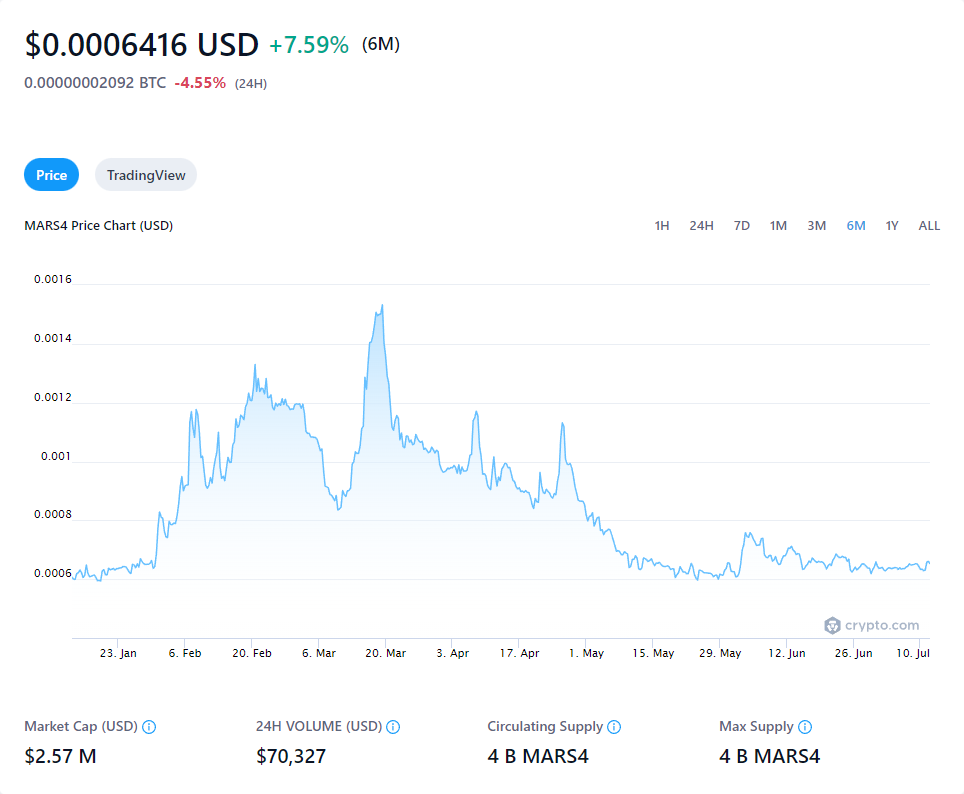 $0.0006416 USD +7.59% (6M)
0.00000002092 BTC -4.55% (24H)
Price TradingView
MARS4 Price Chart (USD) 1H 24H 7D 1M 3M 6M 1Y ALL
0.0016
0.0014
0.0012
0.001
0.0008
0.0006
crypto.com
23. Jan 6. Feb 20. Feb 6. Mar 20. Mar 3. Apr 17. Apr 1. May 15. May 29. May 12. Jun 26. Jun 10. Jul
Market Cap (USD) 24H VOLUME (USD) Circulating Supply Max Supply
$2.57 M $70,327 4 B MARS4 4 B MARS4